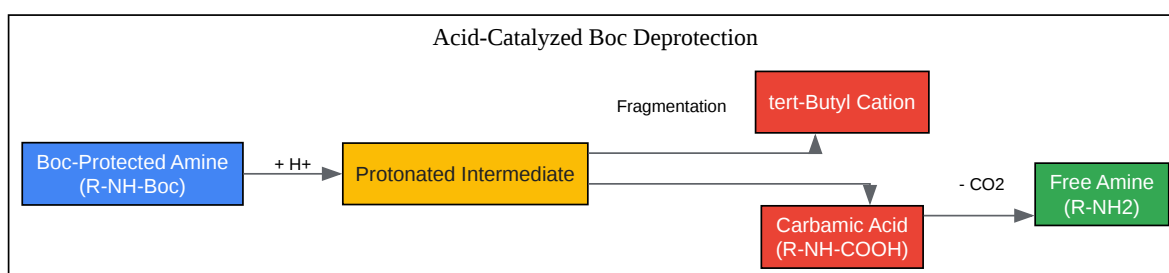 Acid-Catalyzed Boc Deprotection
Fragmentation
tert-Butyl Cation
Boc-Protected Amine
(R-NH-Boc)
+ H+
Protonated Intermediate
- CO2
Free Amine
(R-NH2)
Carbamic Acid
(R-NH-COOH)